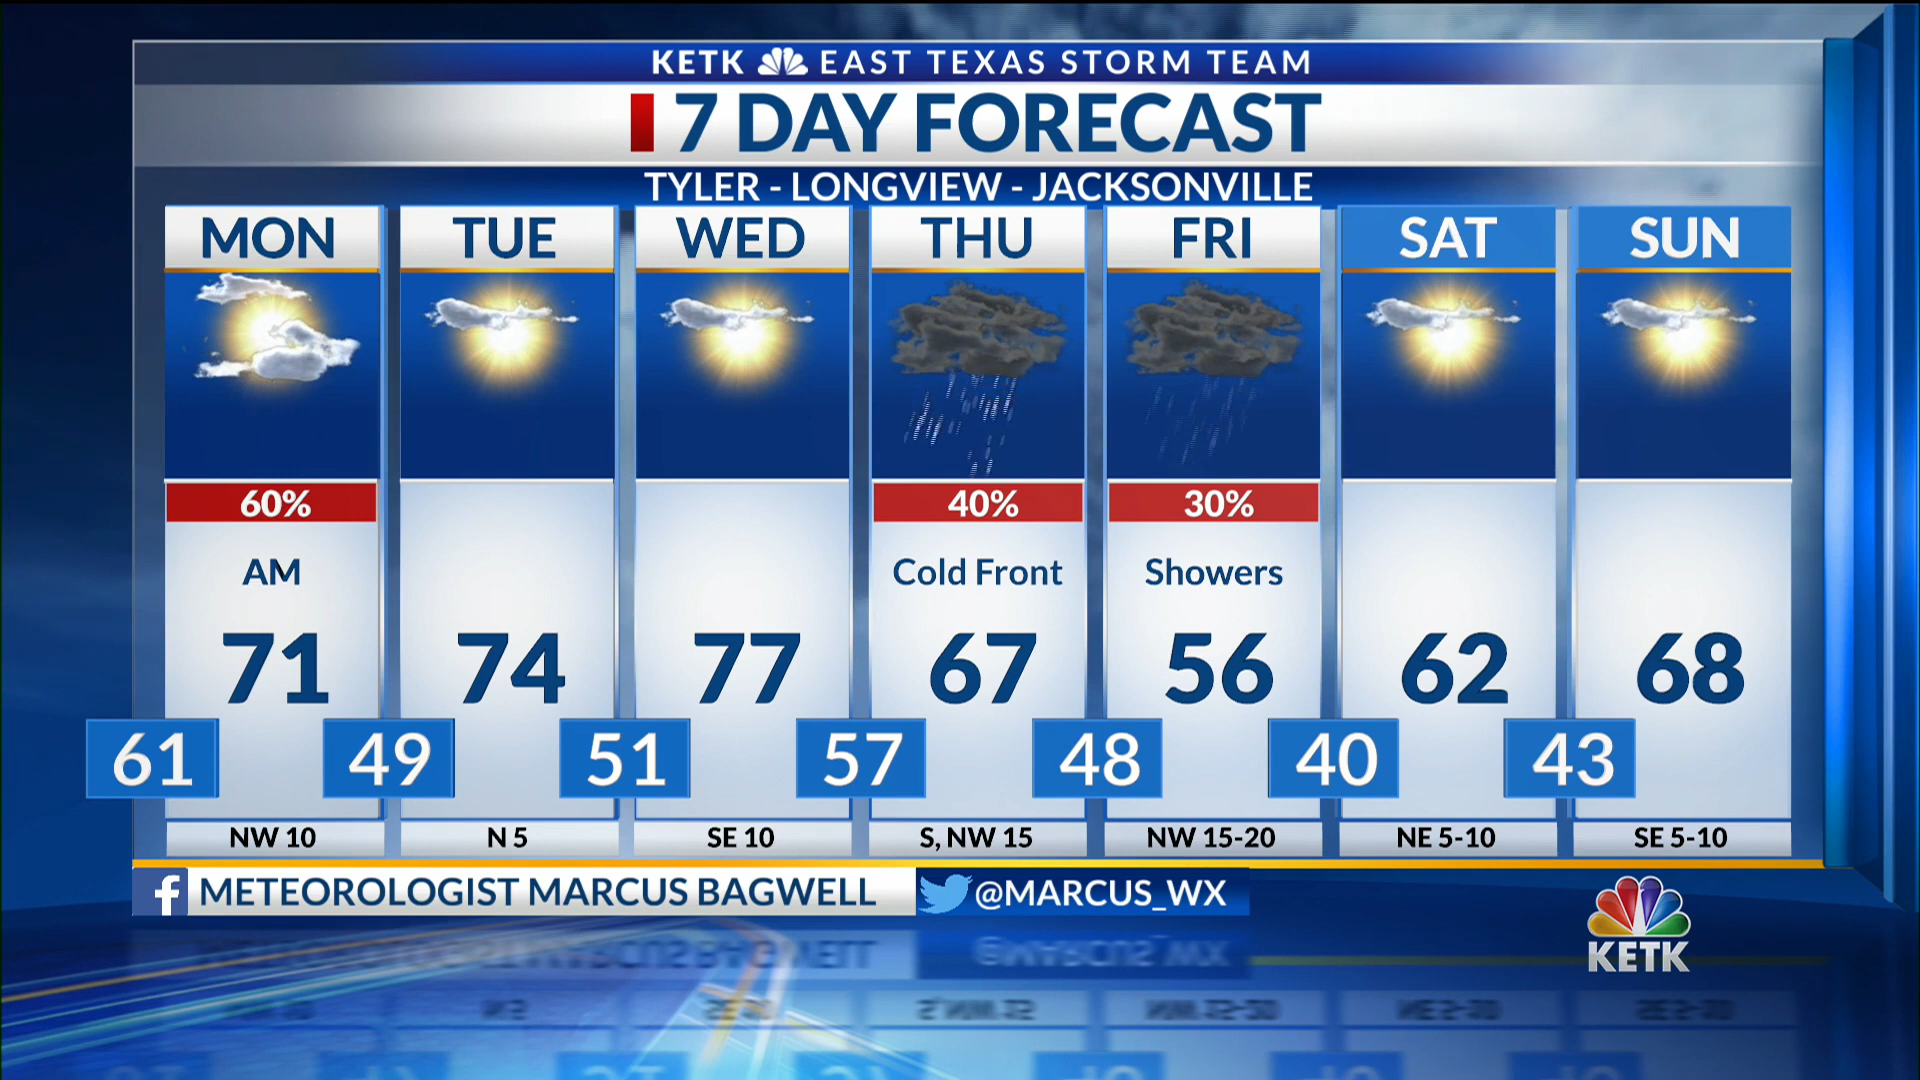 KETK EAST TEXAS STORM TEAM
7 DAY FORECAST
TYLER - LONGVIEW - JACKSONVILLE
MON TUE WED THU FRI SAT SUN
60% 40% 30%
AM Cold Front Showers
71 74 77 67 56 62 68
61 49 51 57 48 40 43
NW 10 N 5 SE 10 S, NW 15 NW 15-20 NE 5-10 SE 5-10
f METEOROLOGIST MARCUS BAGWELL @MARCUS_WX
KETK